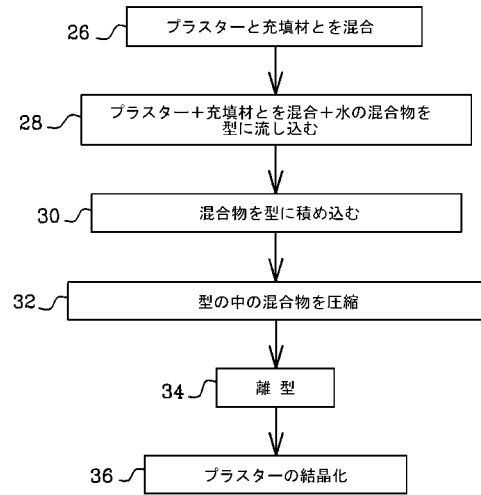 26 プラスターと充填材とを混合
28 プラスター＋充填材とを混合＋水の混合物を
型に流し込む
30 混合物を型に積め込む
32 型の中の混合物を圧縮
34 離 型
36 プラスターの結晶化